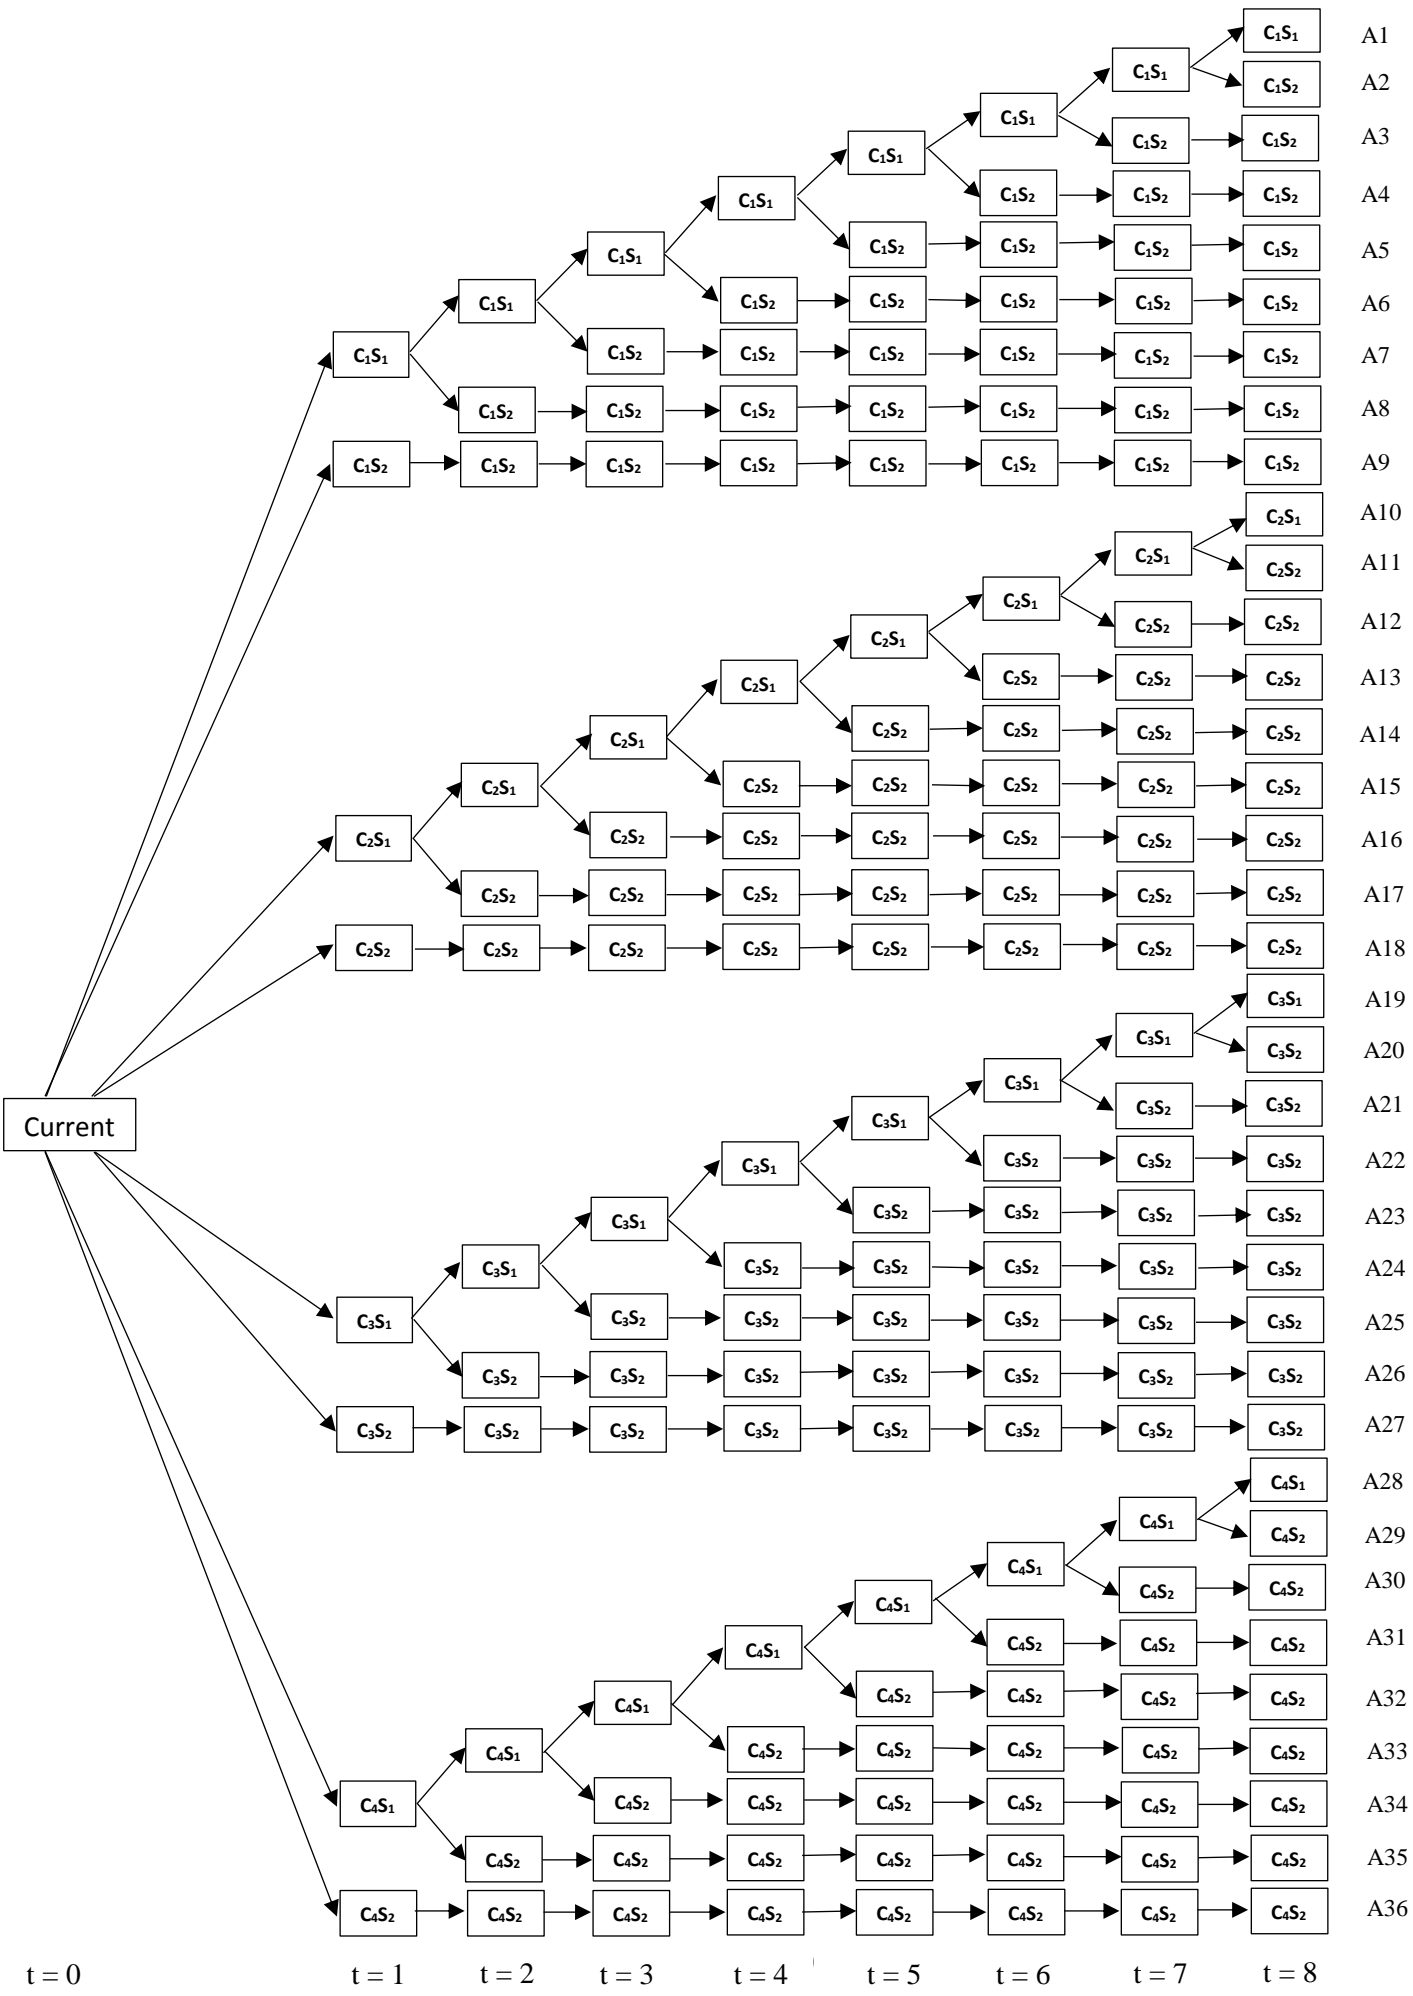 C₁S₁ A1
C₁S₁
C₁S₂ A2
C₁S₁
C₁S₂ C₁S₂ A3
C₁S₁
C₁S₁ C₁S₂ C₁S₂ C₁S₂ A4
C₁S₁ C₁S₂ C₁S₂ C₁S₂ C₁S₂ A5
C₁S₁ C₁S₂ C₁S₂ C₁S₂ C₁S₂ C₁S₂ A6
C₁S₁ C₁S₂ C₁S₂ C₁S₂ C₁S₂ C₁S₂ C₁S₂ A7
C₁S₂ C₁S₂ C₁S₂ C₁S₂ C₁S₂ C₁S₂ C₁S₂ A8
C₁S₂ C₁S₂ C₁S₂ C₁S₂ C₁S₂ C₁S₂ C₁S₂ C₁S₂ A9
C₂S₁ A10
C₂S₁
C₂S₂ A11
C₂S₁
C₂S₂ C₂S₂ A12
C₂S₁
C₂S₁ C₂S₂ C₂S₂ C₂S₂ A13
C₂S₁ C₂S₂ C₂S₂ C₂S₂ C₂S₂ A14
C₂S₁ C₂S₂ C₂S₂ C₂S₂ C₂S₂ C₂S₂ A15
C₂S₁ C₂S₂ C₂S₂ C₂S₂ C₂S₂ C₂S₂ C₂S₂ A16
C₂S₂ C₂S₂ C₂S₂ C₂S₂ C₂S₂ C₂S₂ C₂S₂ A17
C₂S₂ C₂S₂ C₂S₂ C₂S₂ C₂S₂ C₂S₂ C₂S₂ C₂S₂ A18
C₃S₁ A19
C₃S₁
C₃S₂ A20
C₃S₁
C₃S₂ C₃S₂ A21
C₃S₁
Current
C₃S₁ C₃S₂ C₃S₂ C₃S₂ A22
C₃S₁ C₃S₂ C₃S₂ C₃S₂ C₃S₂ A23
C₃S₁ C₃S₂ C₃S₂ C₃S₂ C₃S₂ C₃S₂ A24
C₃S₁ C₃S₂ C₃S₂ C₃S₂ C₃S₂ C₃S₂ C₃S₂ A25
C₃S₂ C₃S₂ C₃S₂ C₃S₂ C₃S₂ C₃S₂ C₃S₂ A26
C₃S₂ C₃S₂ C₃S₂ C₃S₂ C₃S₂ C₃S₂ C₃S₂ C₃S₂ A27
C₄S₁ A28
C₄S₁
C₄S₂ A29
C₄S₁
C₄S₂ C₄S₂ A30
C₄S₁
C₄S₁ C₄S₂ C₄S₂ C₄S₂ A31
C₄S₁ C₄S₂ C₄S₂ C₄S₂ C₄S₂ A32
C₄S₁ C₄S₂ C₄S₂ C₄S₂ C₄S₂ C₄S₂ A33
C₄S₁ C₄S₂ C₄S₂ C₄S₂ C₄S₂ C₄S₂ C₄S₂ A34
C₄S₂ C₄S₂ C₄S₂ C₄S₂ C₄S₂ C₄S₂ C₄S₂ A35
C₄S₂ C₄S₂ C₄S₂ C₄S₂ C₄S₂ C₄S₂ C₄S₂ C₄S₂ A36
t = 0 t = 1 t = 2 t = 3 t = 4 t = 5 t = 6 t = 7 t = 8